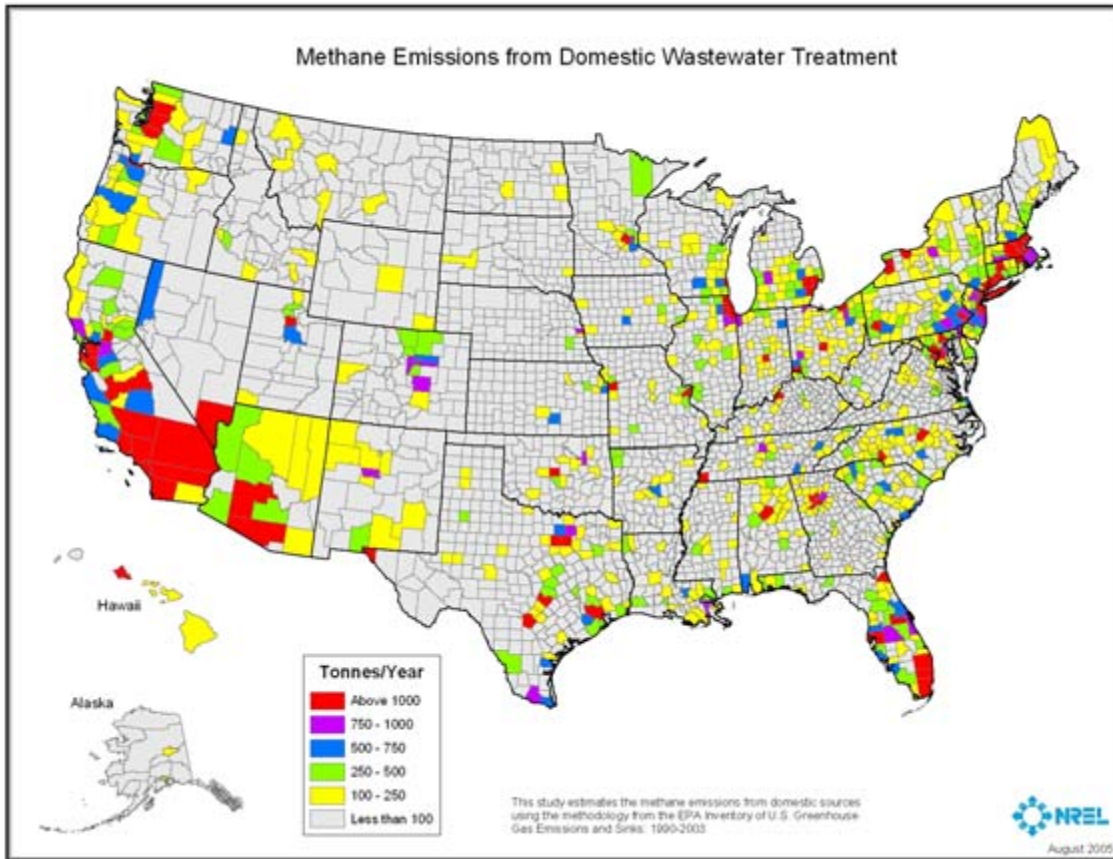 Methane Emissions from Domestic Wastewater Treatment
Hawaii
Alaska
Tonnes/Year
Above 1000
750 - 1000
500 - 750
250 - 500
100 - 250
Less than 100
This study estimates the methane emissions from domestic sources
using the methodology from the EPA Inventory of U.S. Greenhouse
Gas Emissions and Sinks: 1990-2003
NREL
August 2005